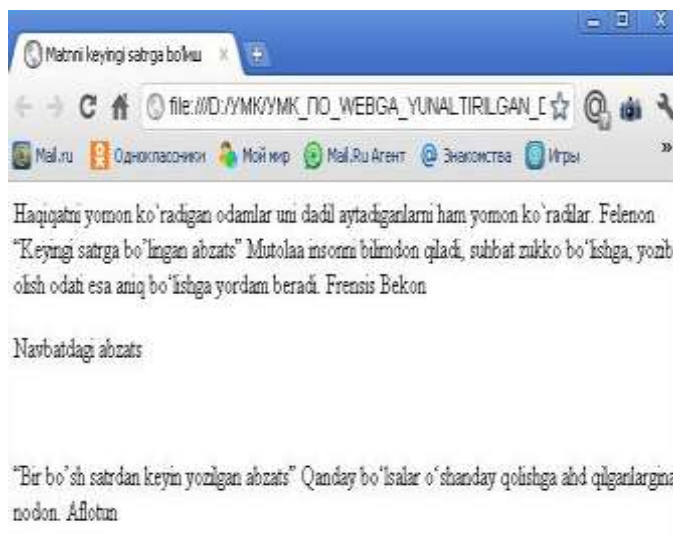 Matnni keyingi satrga bo'lиш
file:///D:/УМК/УМК_ПО_WEBGA_YUNALTIRILGAN_D
Mail.ru Одноклассники Мой мир Mail.Ru Агент Знакомства Игры »
Haqiqatni yomon ko`radigan odamlar uni dadil aytadiganlarni ham yomon ko`radilar. Felenon
“Keyingi satrga bo’lingan abzats” Mutolaa insonni bilimdon qiladi, suhbat zukko bo‘lishga, yozib
olish odati esa aniq bo‘lishga yordam beradi. Frensis Bekon
Navbatdagi abzats
“Bir bo’sh satrdan keyin yozilgan abzats” Qanday bo‘lsalar o‘shanday qolishga ahd qilganlargina
nodon. Aflotun